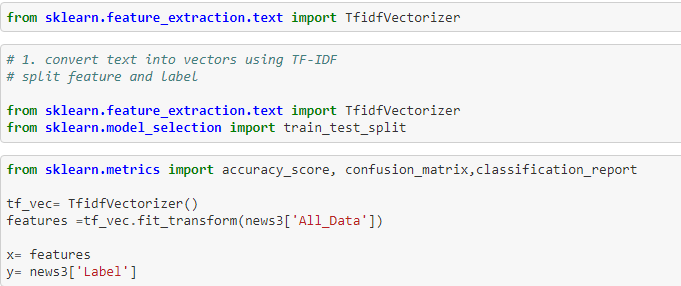 from sklearn.feature_extraction.text import TfidfVectorizer
# 1. convert text into vectors using TF-IDF
# split feature and label
from sklearn.feature_extraction.text import TfidfVectorizer
from sklearn.model_selection import train_test_split
from sklearn.metrics import accuracy_score, confusion_matrix,classification_report
tf_vec= TfidfVectorizer()
features =tf_vec.fit_transform(news3['All_Data'])
x= features
y= news3['Label']